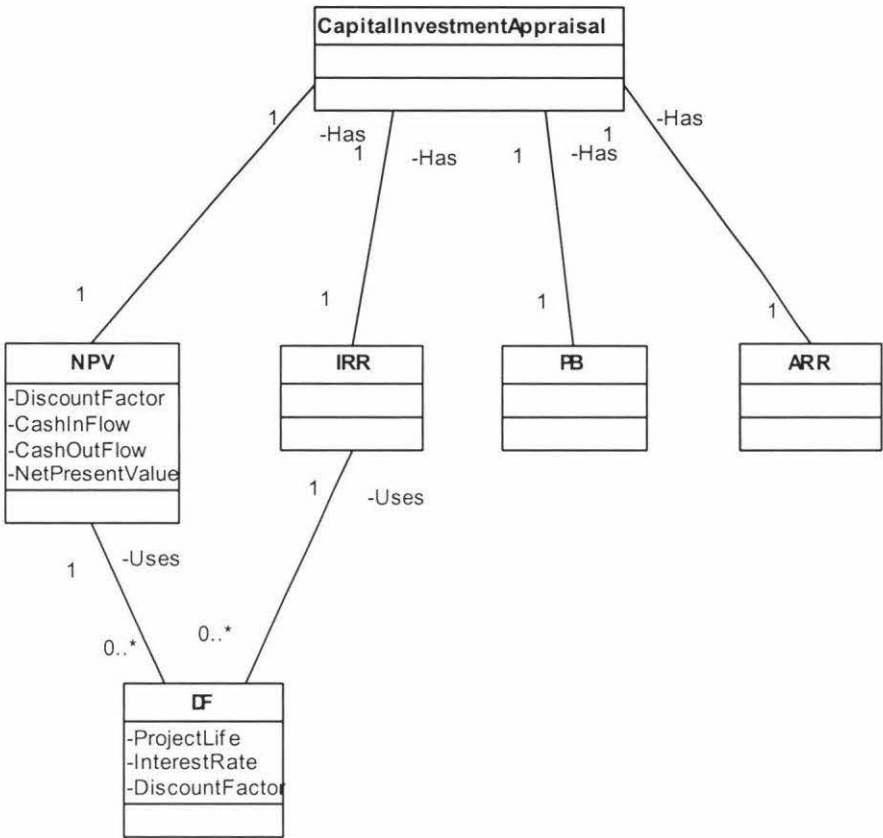 CapitalInvestmentAppraisal
1
-Has
1
-Has
1
-Has
1
-Has
1
1
1
1
NPV
-DiscountFactor
-CashInFlow
-CashOutFlow
-NetPresentValue
IRR
PB
ARR
1
-Uses
1
-Uses
0..*
0..*
DF
-ProjectLife
-InterestRate
-DiscountFactor